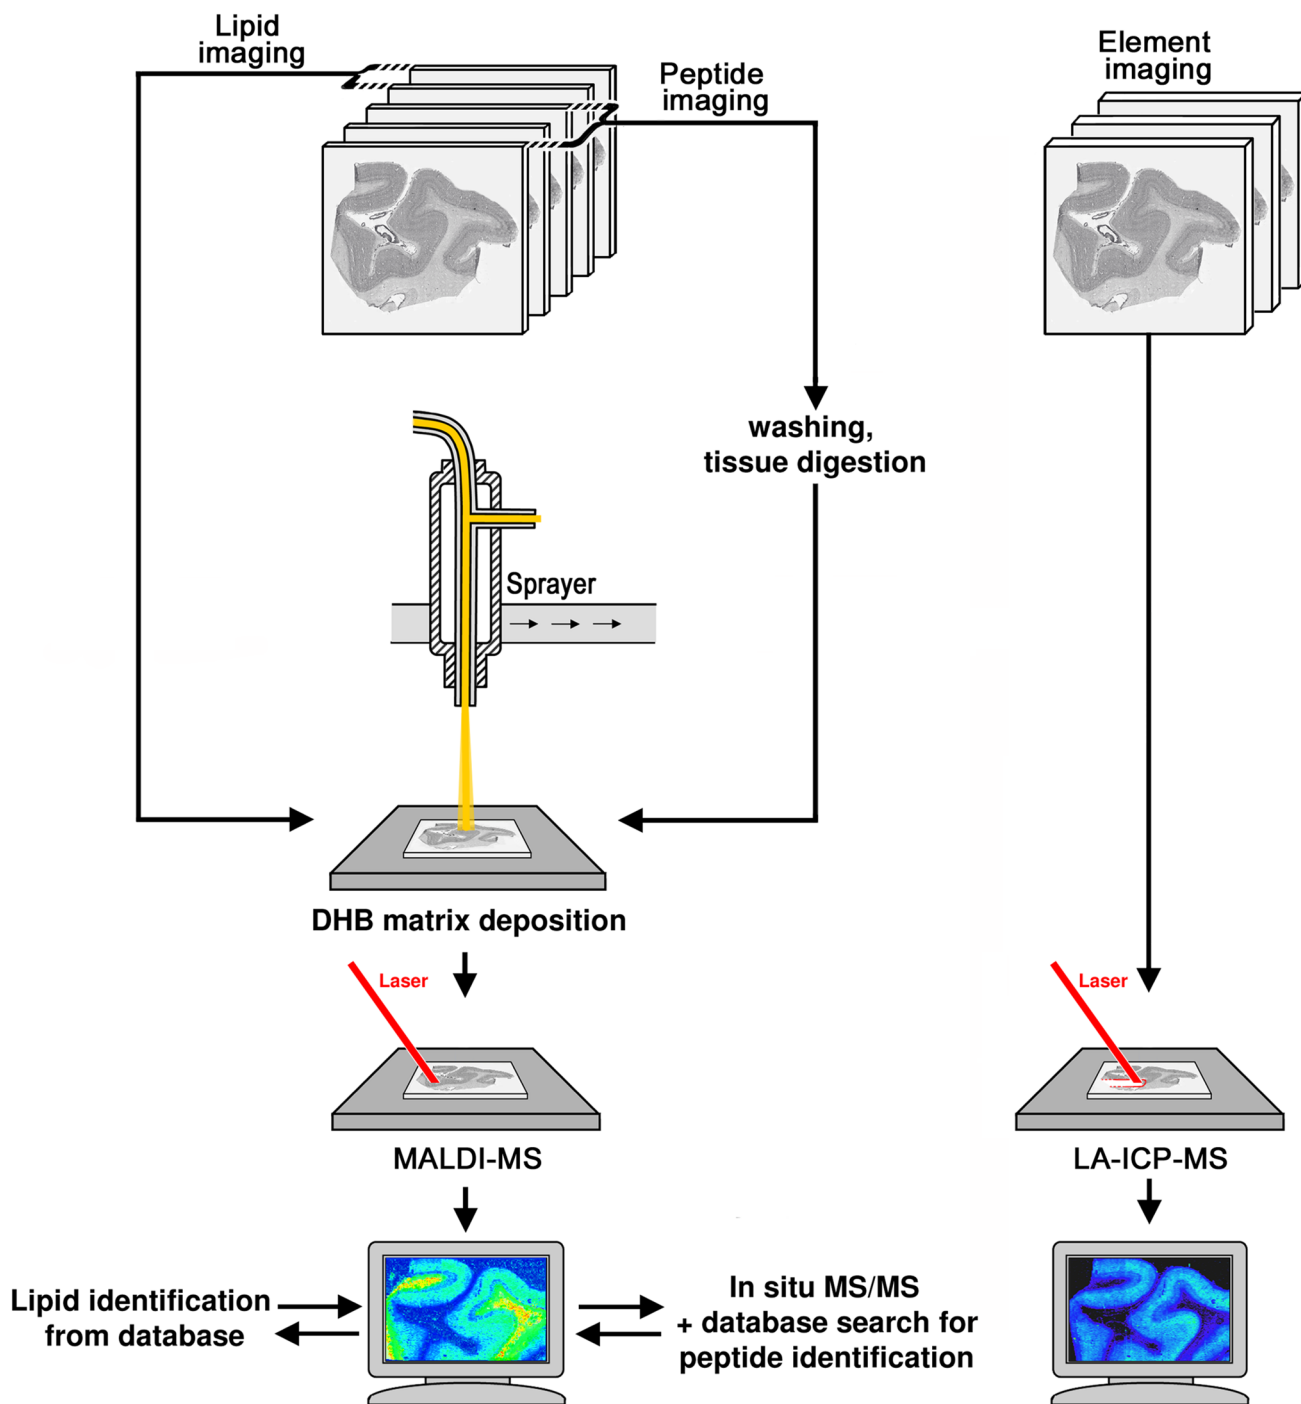 Lipid
imaging
Peptide
imaging
Element
imaging
washing,
tissue digestion
Sprayer
DHB matrix deposition
Laser
Laser
MALDI-MS
LA-ICP-MS
Lipid identification
from database
In situ MS/MS
+ database search for
peptide identification